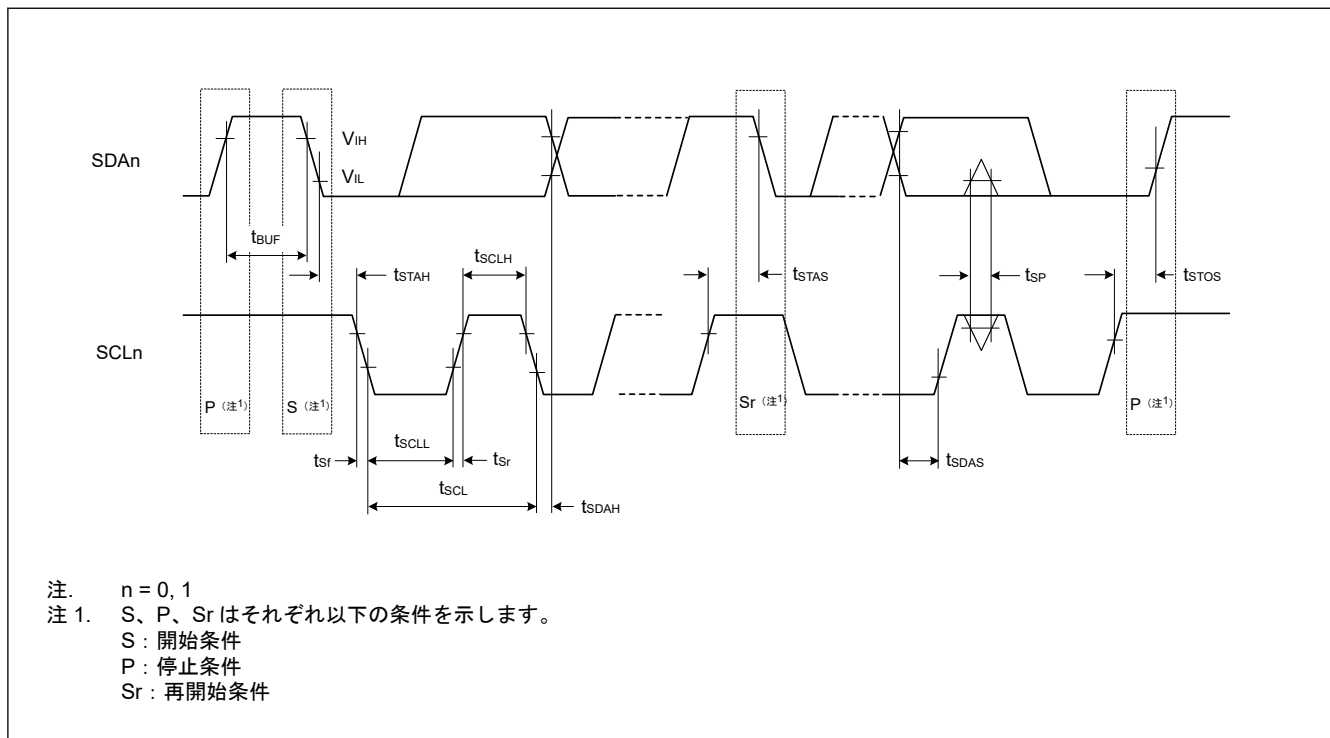 SDAn
VIH
VIL
tBUF
tSTAH
tSCLH
tSTAS
tSP
tSTOS
SCLn
P（注1）
S（注1）
Sr（注1）
P（注1）
tSf
tSCLL
tSr
tSCL
tSDAH
tSDAS
注. n = 0, 1
注 1. S、P、Sr はそれぞれ以下の条件を示します。
S：開始条件
P：停止条件
Sr：再開始条件